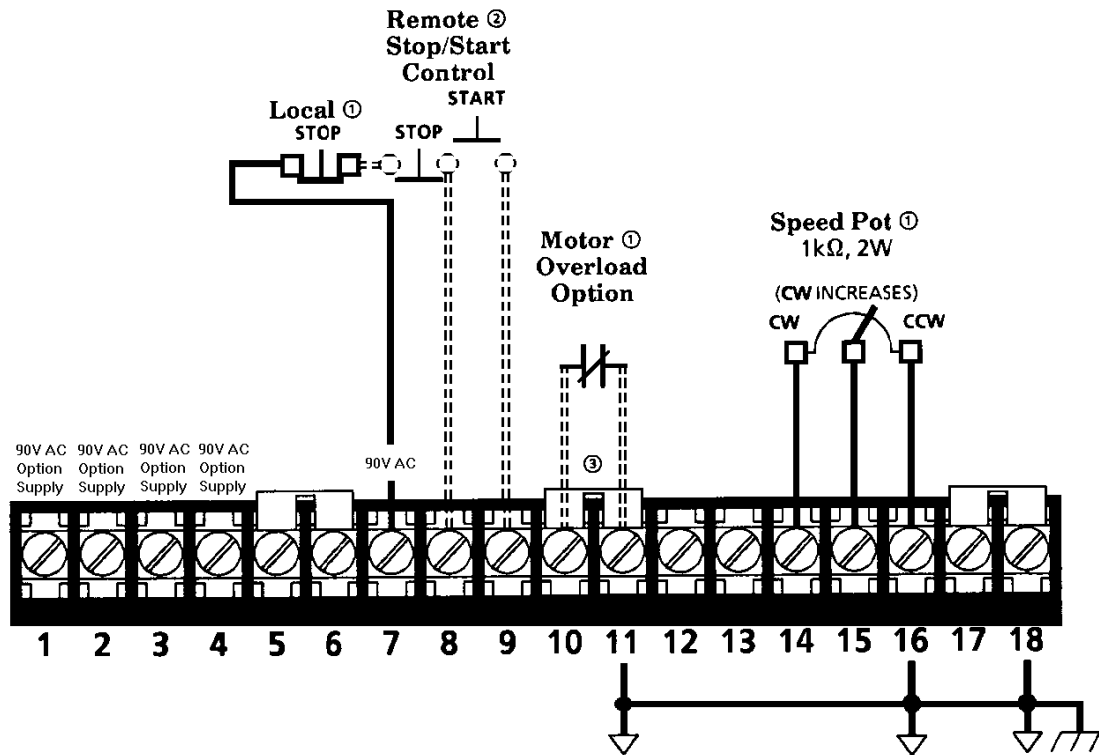 Remote ②
Stop/Start
Control
START
Local ①
STOP
STOP
Motor ①
Overload
Option
Speed Pot ①
1kΩ, 2W
(CW INCREASES)
CW
CCW
90V AC
Option
Supply
90V AC
Option
Supply
90V AC
Option
Supply
90V AC
Option
Supply
90V AC
③
1 2 3 4 5 6 7 8 9 10 11 12 13 14 15 16 17 18